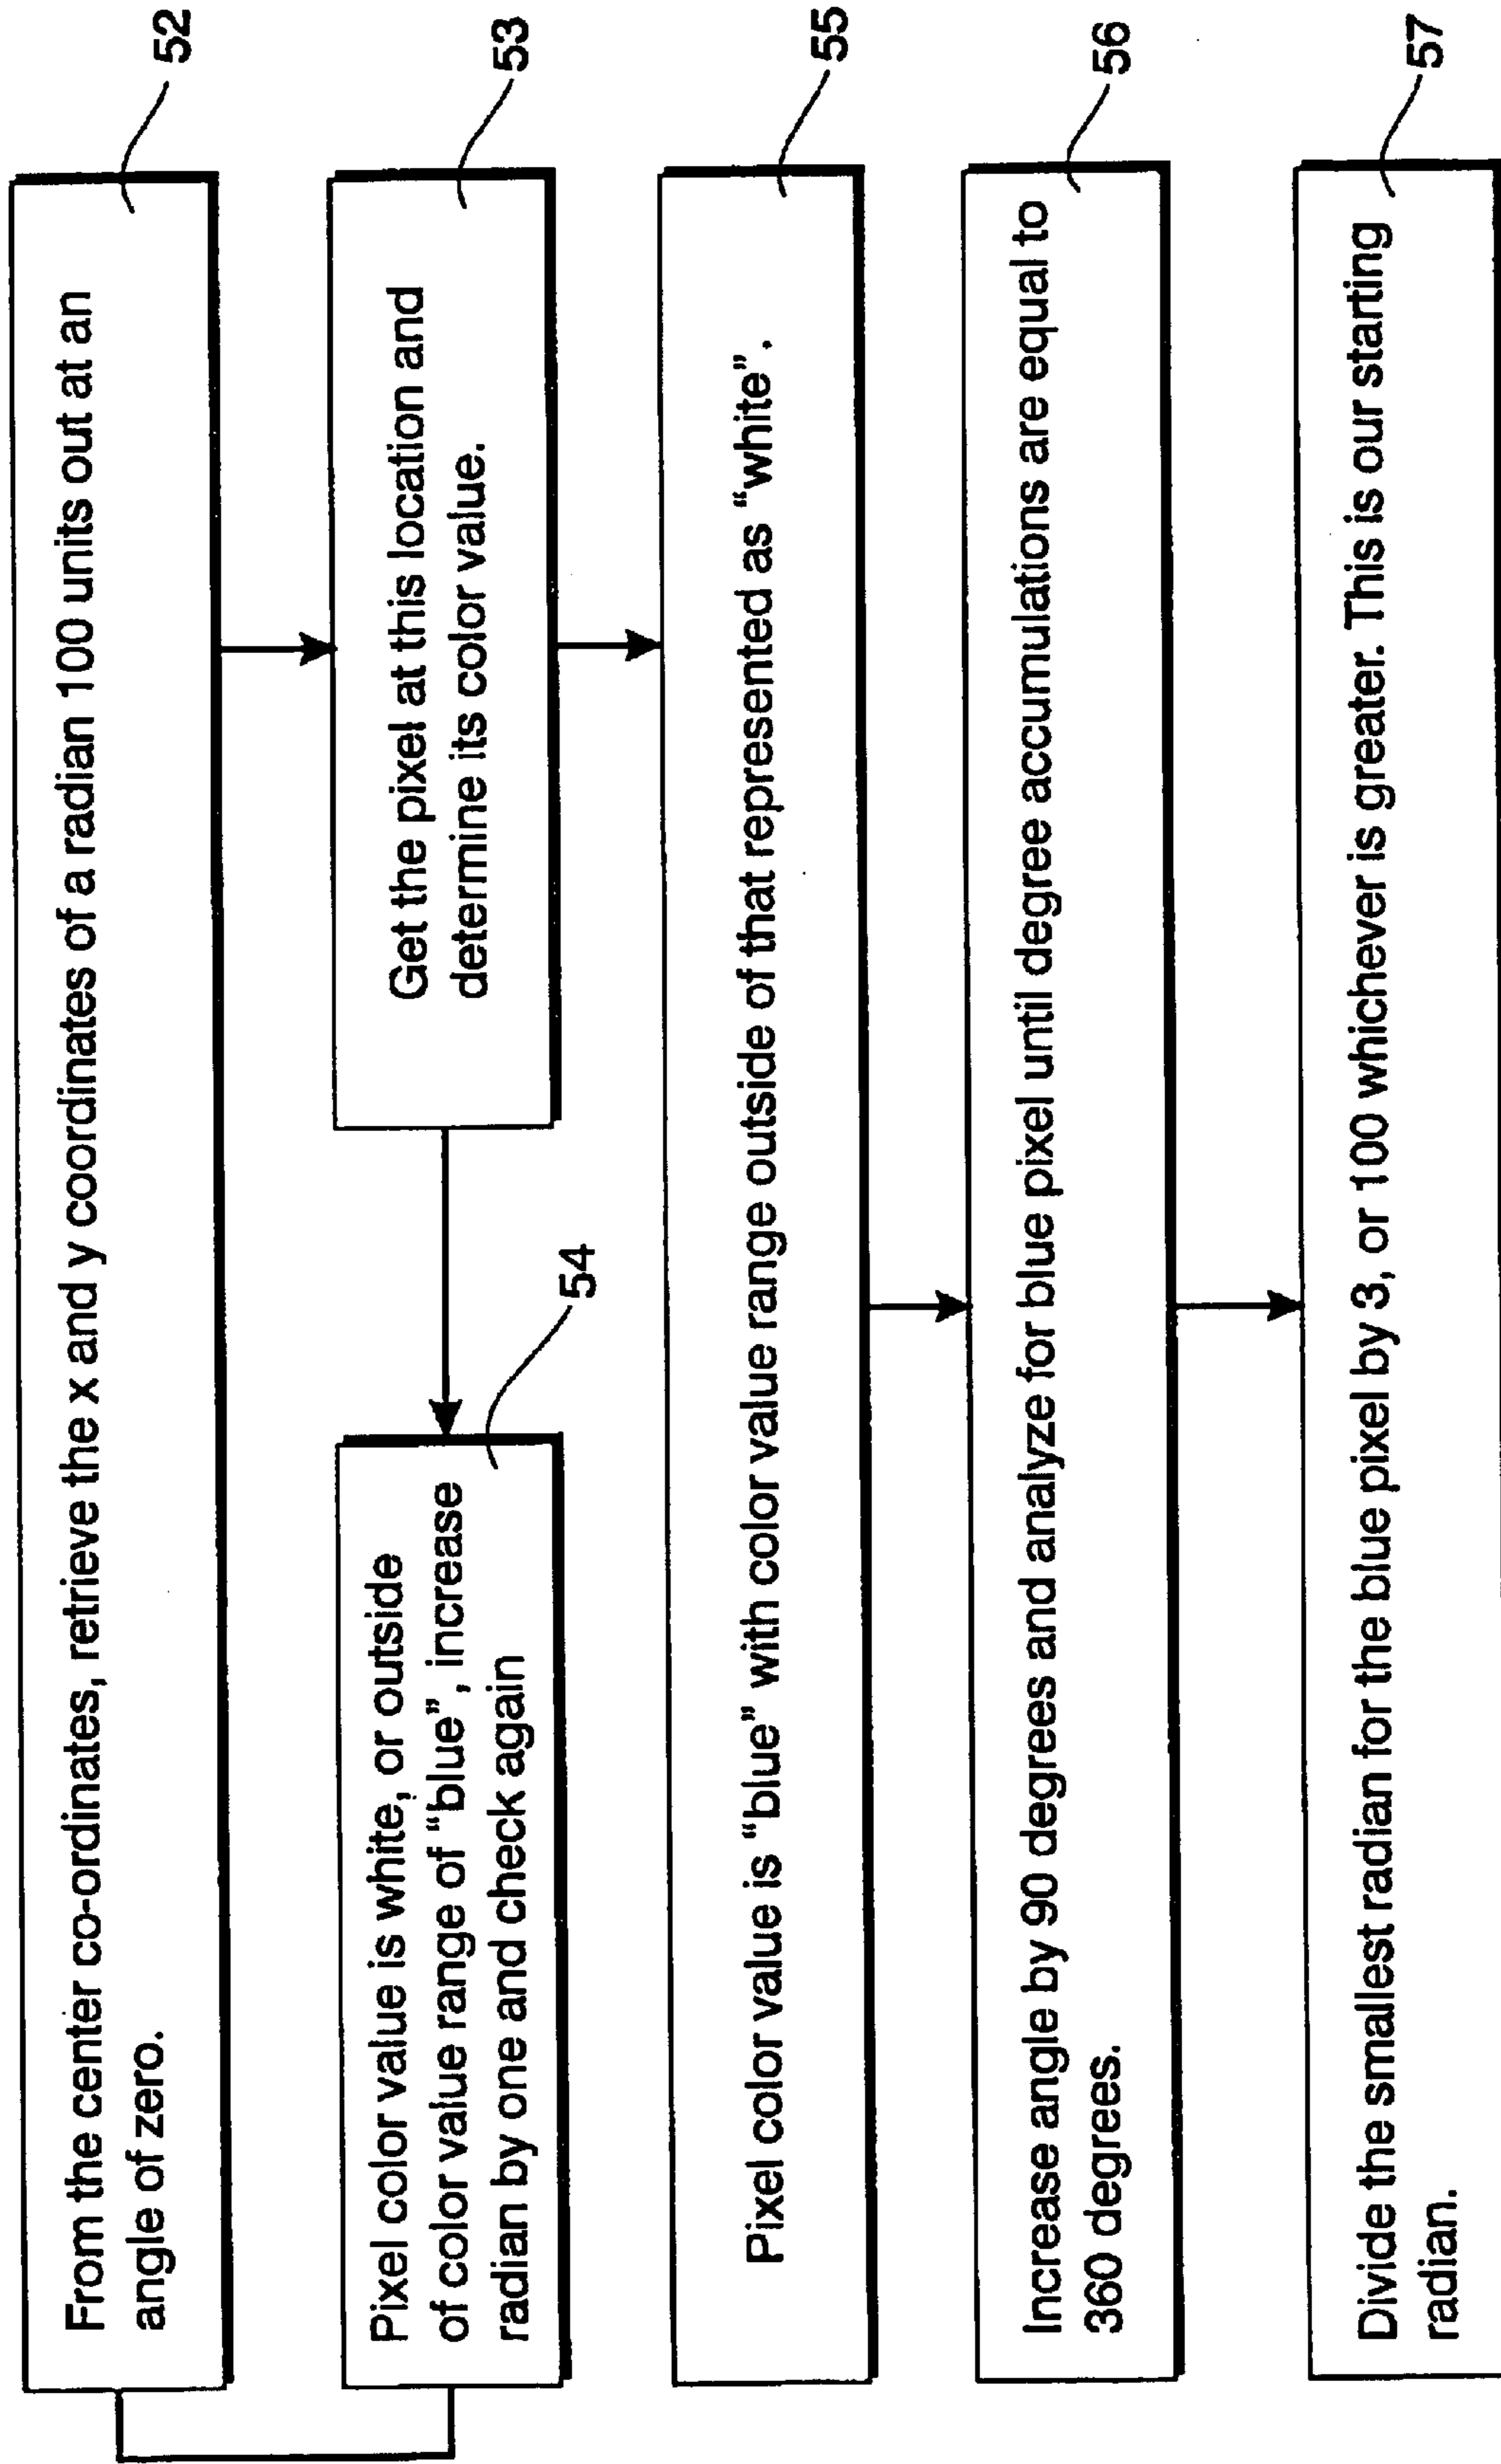 From the center co-ordinates, retrieve the x and y coordinates of a radian 100 units out at an
angle of zero.
52
Get the pixel at this location and
determine its color value.
53
Pixel color value is white, or outside
of color value range of “blue”, increase
radian by one and check again
54
Pixel color value is “blue” with color value range outside of that represented as “white”.
55
Increase angle by 90 degrees and analyze for blue pixel until degree accumulations are equal to
360 degrees.
56
Divide the smallest radian for the blue pixel by 3, or 100 whichever is greater. This is our starting
radian.
57